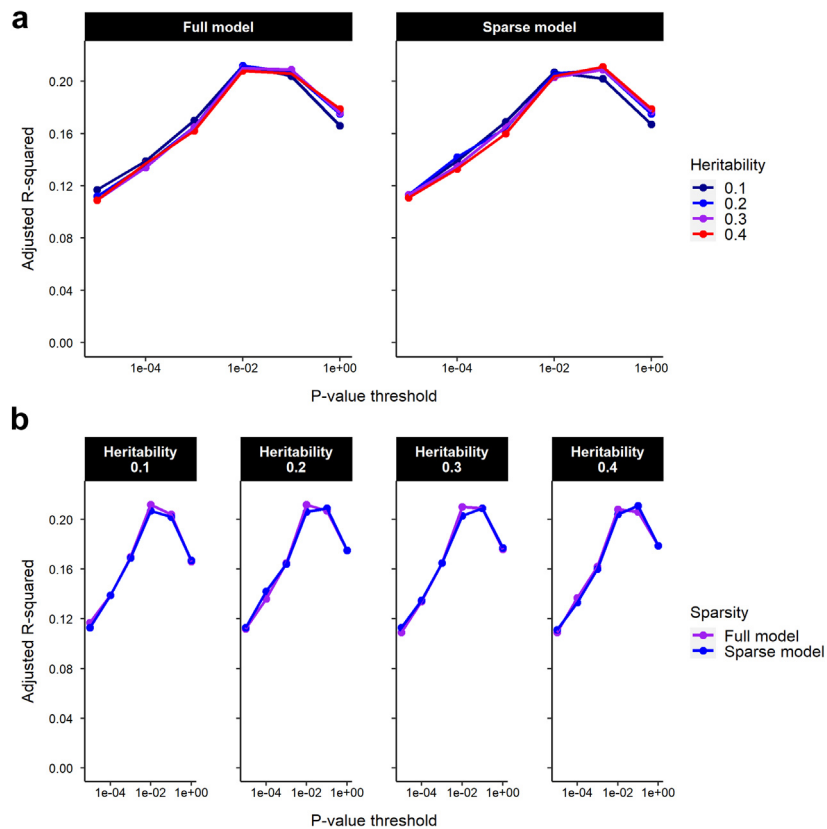 a
Full model
Sparse model
Adjusted R-squared
0.20
0.16
0.12
0.08
0.04
0.00
1e-04
1e-02
1e+00
1e-04
1e-02
1e+00
P-value threshold
Heritability
0.1
0.2
0.3
0.4
b
Heritability
0.1
Heritability
0.2
Heritability
0.3
Heritability
0.4
Adjusted R-squared
0.20
0.16
0.12
0.08
0.04
0.00
1e-04
1e-02
1e+00
1e-04
1e-02
1e+00
1e-04
1e-02
1e+00
1e-04
1e-02
1e+00
P-value threshold
Sparsity
Full model
Sparse model